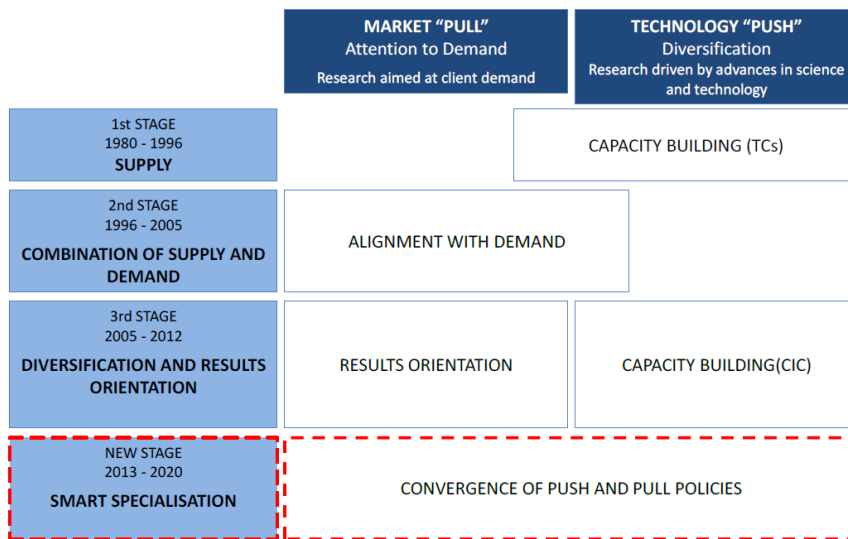 MARKET “PULL”
Attention to Demand
Research aimed at client demand
TECHNOLOGY “PUSH”
Diversification
Research driven by advances in science
and technology
1st STAGE
1980 - 1996
SUPPLY
CAPACITY BUILDING (TCs)
2nd STAGE
1996 - 2005
COMBINATION OF SUPPLY AND
DEMAND
ALIGNMENT WITH DEMAND
3rd STAGE
2005 - 2012
DIVERSIFICATION AND RESULTS
ORIENTATION
RESULTS ORIENTATION
CAPACITY BUILDING(CIC)
NEW STAGE
2013 - 2020
SMART SPECIALISATION
CONVERGENCE OF PUSH AND PULL POLICIES